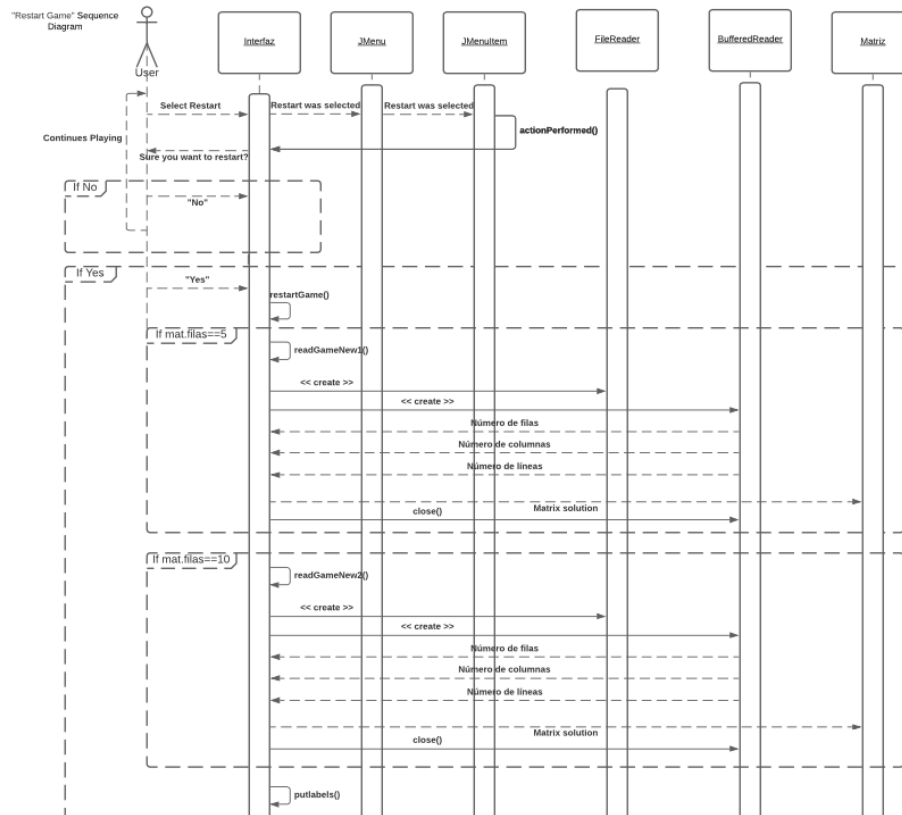 "Restart Game" Sequence
Diagram
User
Interfaz
JMenu
JMenuItem
FileReader
BufferedReader
Matriz
Select Restart
Restart was selected
Restart was selected
actionPerformed()
Continues Playing
Sure you want to restart?
If No
"No"
If Yes
"Yes"
restartGame()
If mat.filas==5
readGameNew1()
<< create >>
<< create >>
Número de filas
Número de columnas
Número de líneas
Matrix solution
close()
If mat.filas==10
readGameNew2()
<< create >>
<< create >>
Número de filas
Número de columnas
Número de líneas
Matrix solution
close()
putlabels()